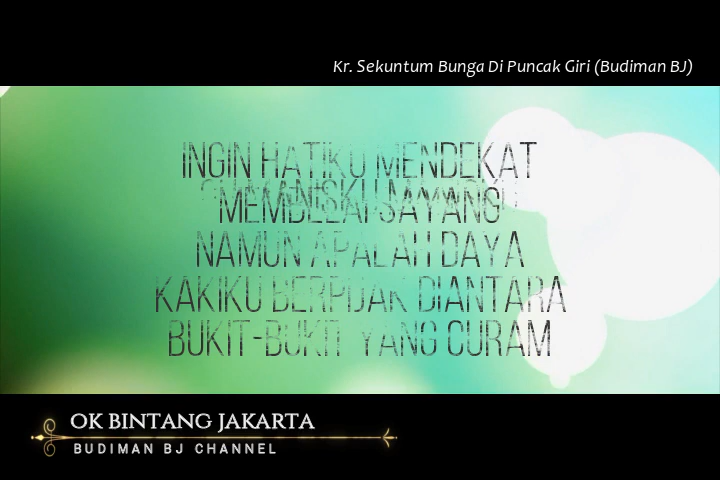 Kr. Sekuntum Bunga Di Puncak Giri (Budiman BJ)
INGIN HATIKU MENDEKAT
MEMBELAI SAYANG
NAMUN APALAH DAYA
KAKIKU BERPIJAK DIANTARA
BUKIT-BUKIT YANG CURAM
OK BINTANG JAKARTA
BUDIMAN BJ CHANNEL